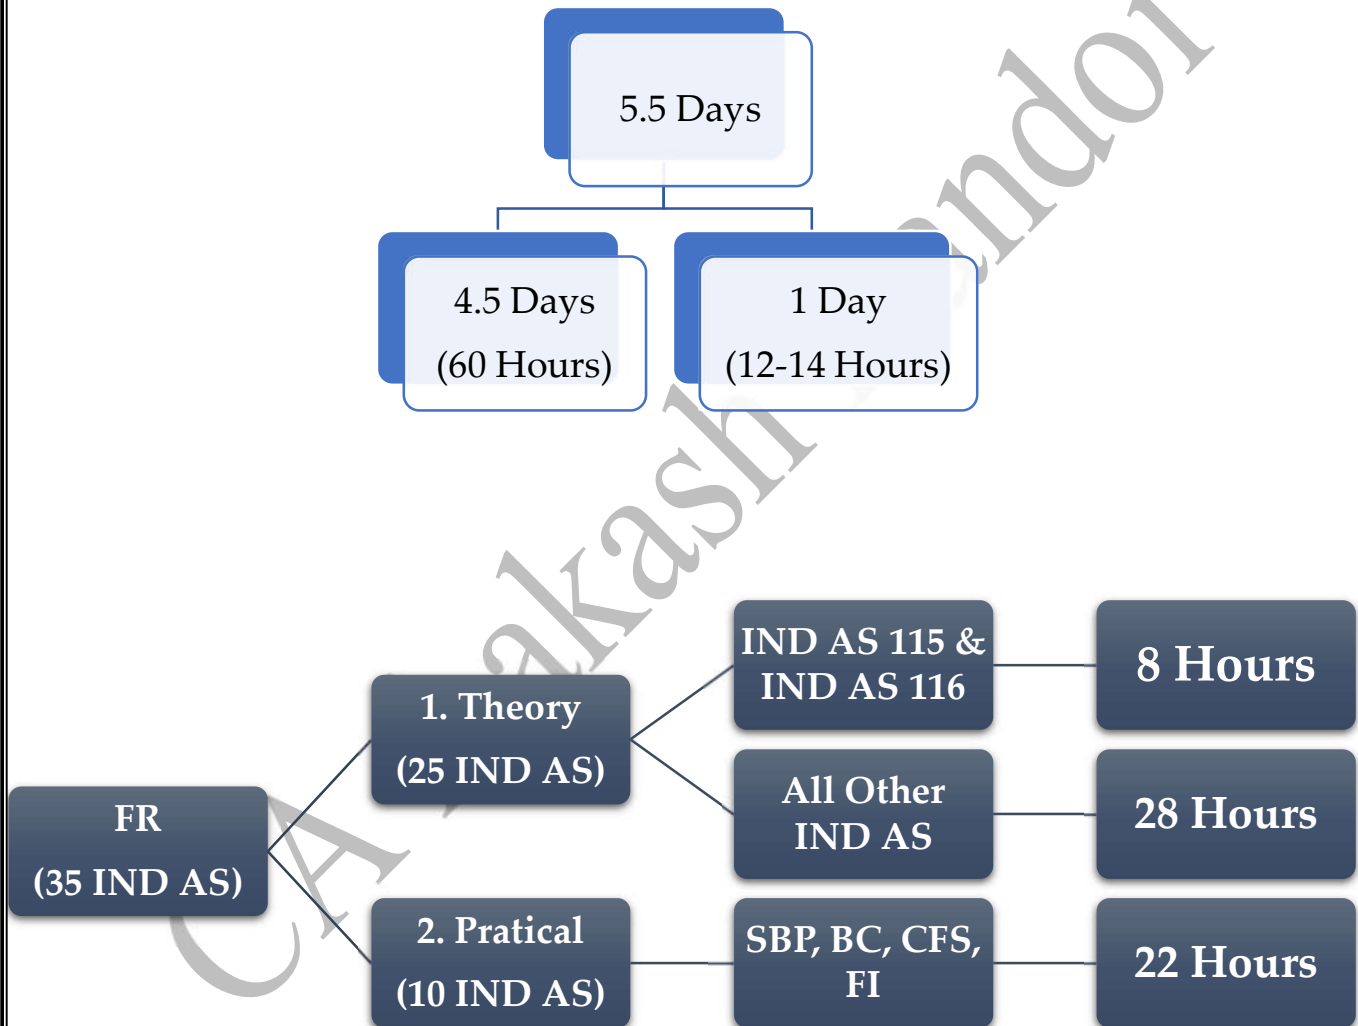 5.5 Days
4.5 Days
(60 Hours)
1 Day
(12-14 Hours)
FR
(35 IND AS)
1. Theory
(25 IND AS)
IND AS 115 &
IND AS 116
8 Hours
All Other
IND AS
28 Hours
2. Pratical
(10 IND AS)
SBP, BC, CFS,
FI
22 Hours
CA